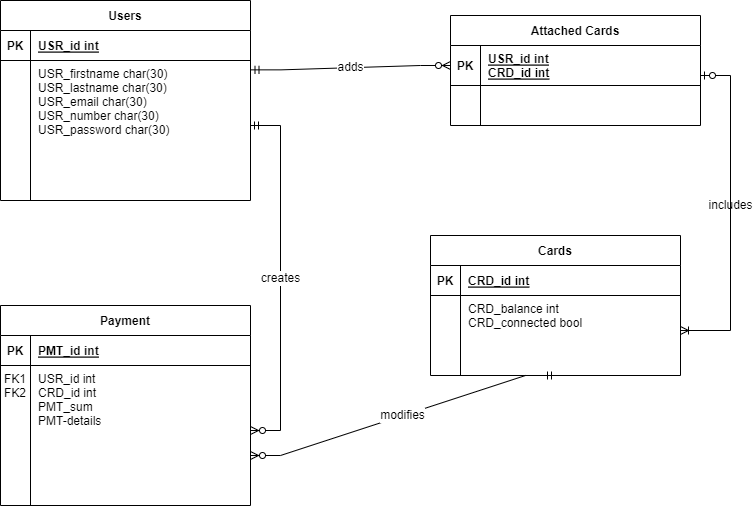 Users
PK USR_id int
USR_firstname char(30)
USR_lastname char(30)
USR_email char(30)
USR_number char(30)
USR_password char(30)
adds
Attached Cards
PK USR_id int
CRD_id int
includes
creates
Cards
PK CRD_id int
CRD_balance int
CRD_connected bool
Payment
PK PMT_id int
FK1 USR_id int
FK2 CRD_id int
PMT_sum
PMT-details
modifies